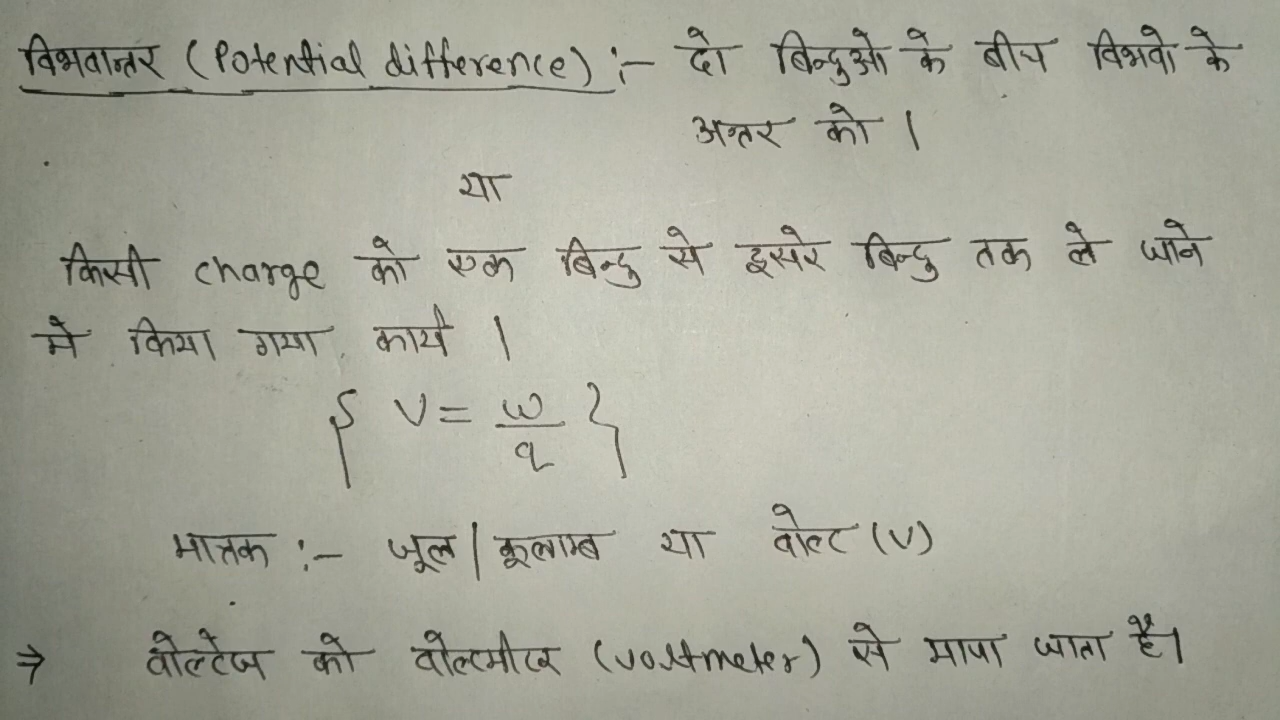 विभवान्तर (Potential difference) :- दो बिन्दुओ के बीच विभवो के
अन्तर को ।
या
किसी charge को एक बिन्दु से दुसरे बिन्दु तक ले जाने
मे किया गया कार्य ।
{ V = w/q }
मात्रक :- जूल/कूलाम्ब या वोल्ट (V)
⇒ वोल्टेज को वोल्टमीटर (voltmeter) से मापा जाता है।